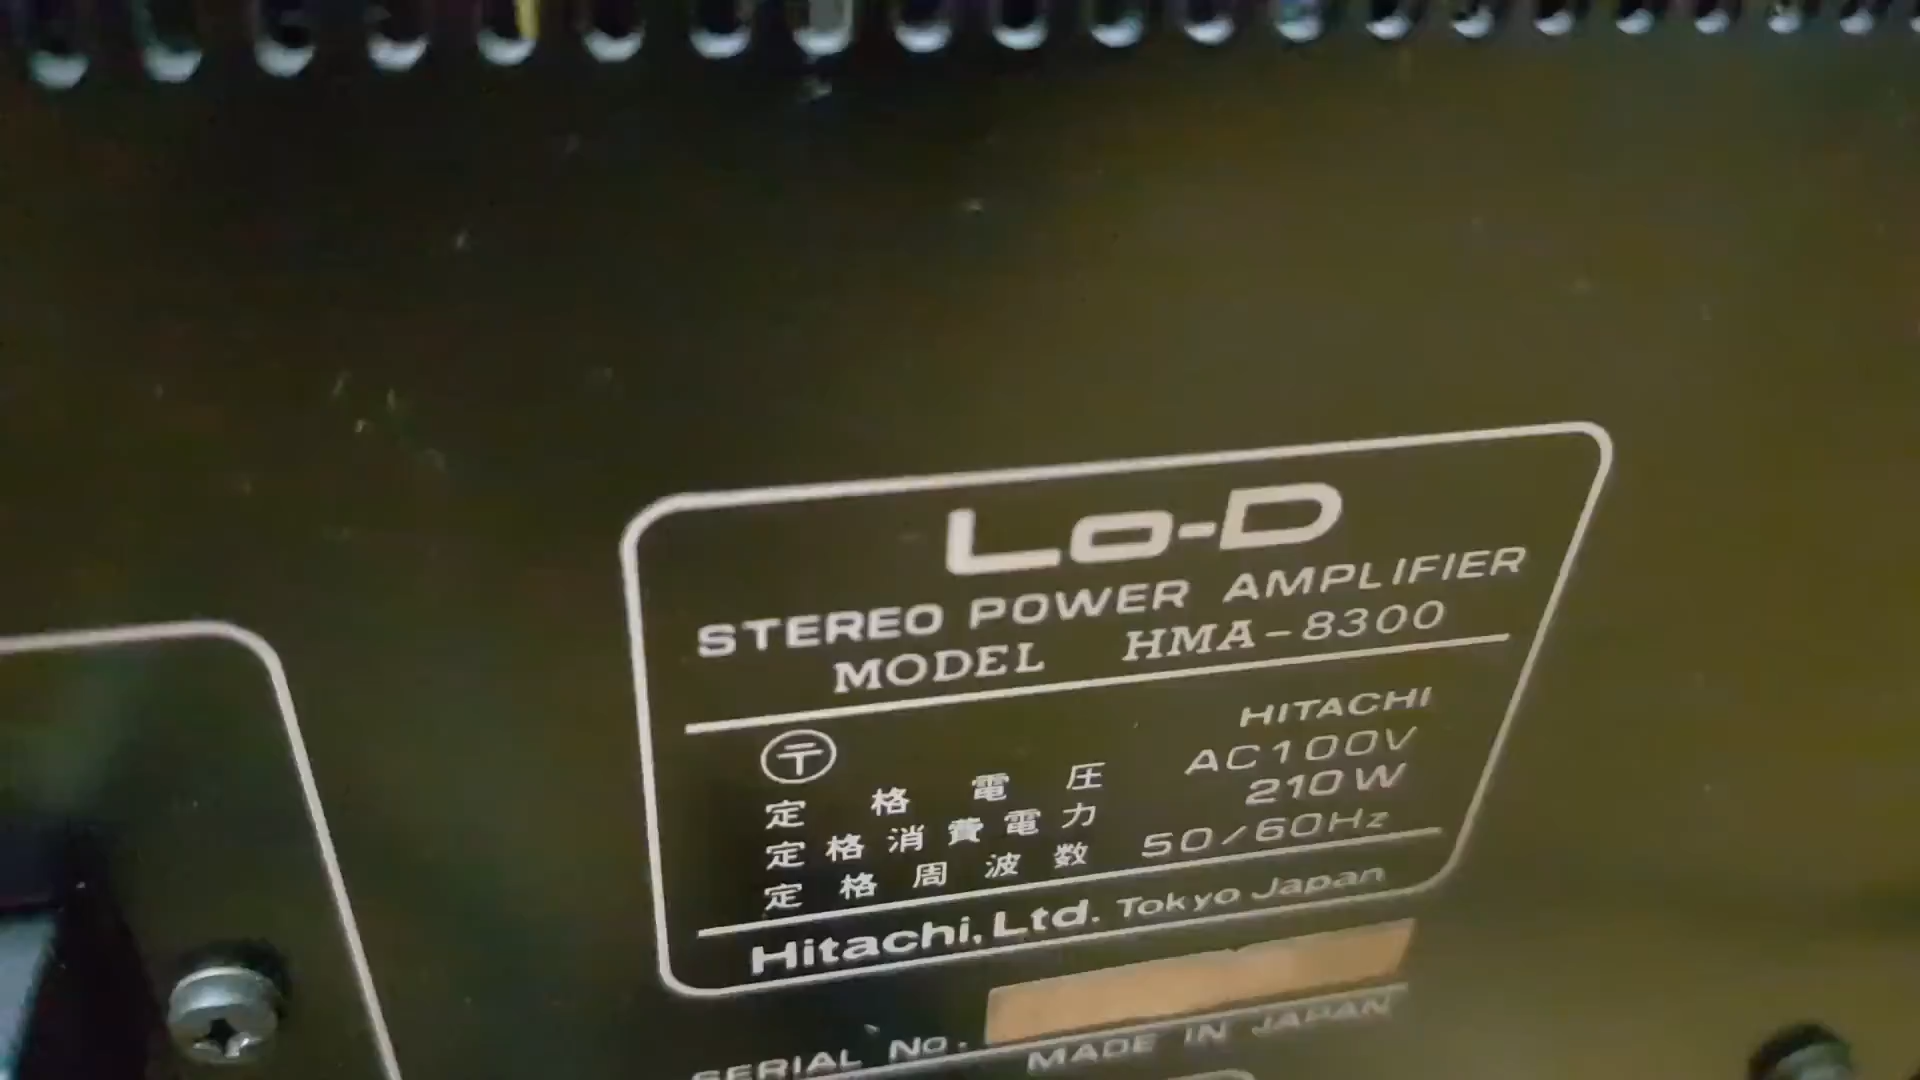 Lo-D
STEREO POWER AMPLIFIER
MODEL HMA-8300
〒 HITACHI
定格電圧 AC100V
定格消費電力 210W
定格周波数 50/60Hz
Hitachi, Ltd. Tokyo Japan
SERIAL No.
MADE IN JAPAN